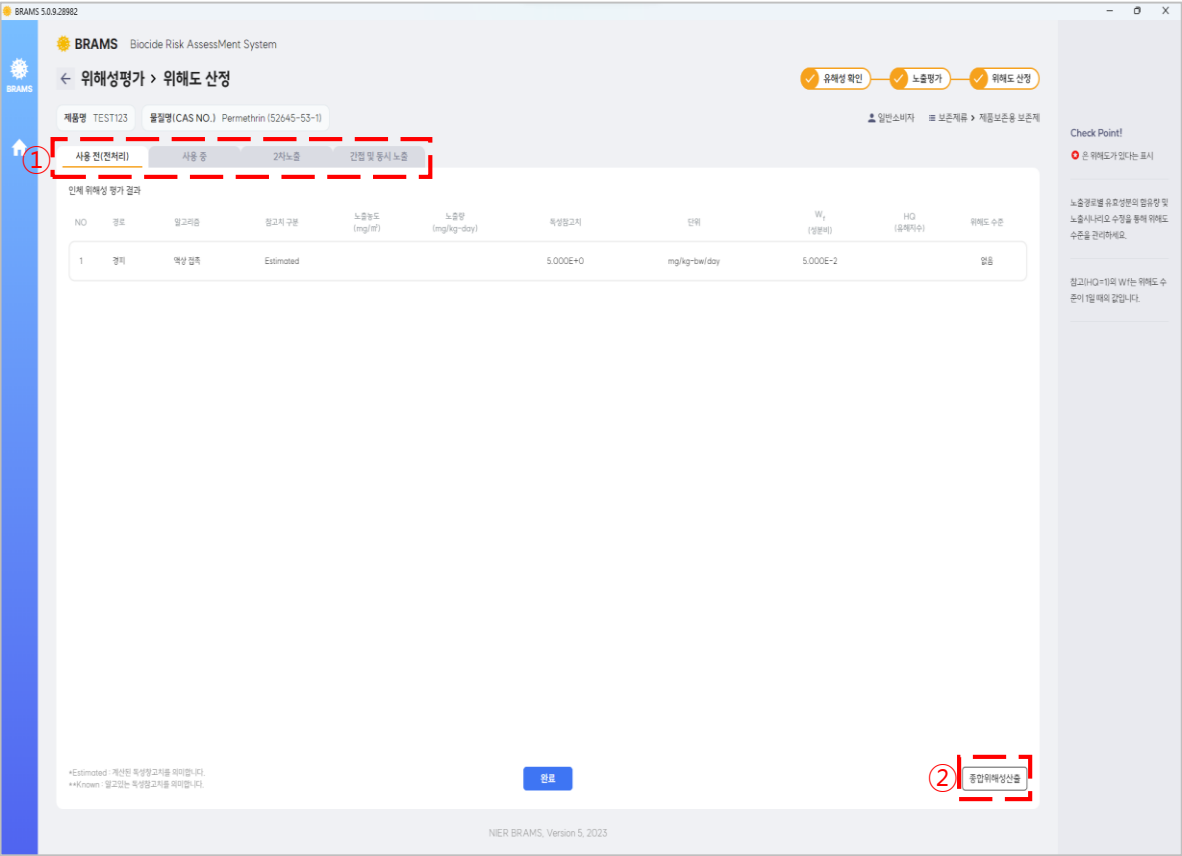 BRAMS 5.0.9.28982
BRAMS Biocide Risk AssessMent System
BRAMS
← 위해성평가 > 위해도 산정
유해성 확인 노출평가 위해도 산정
제품명 TEST123 물질명(CAS NO.) Permethrin (52645-53-1)
일반소비자 보존제류 > 제품보존용 보존제
①
사용 전(전처리) 사용 중 2차노출 간접 및 동시 노출
인체 위해성 평가 결과
NO 경로 알고리즘 참고치 구분 노출농도 (mg/㎥) 노출량 (mg/kg-day) 독성참고치 단위 Wf (성분비) HQ (유해지수) 위해도 수준
1 경피 액상 접촉 Estimated 5.000E+0 mg/kg-bw/day 5.000E-2 없음
Check Point!
은 위해도가 있다는 표시
노출경로별 유효성분의 함유량 및
노출시나리오 수정을 통해 위해도
수준을 관리하세요.
참고(HQ=1)의 Wf는 위해도 수
준이 1일 때의 값입니다.
*Estimated : 계산된 독성참고치를 의미합니다.
**Known : 알고있는 독성참고치를 의미합니다.
완료
②
종합위해성산출
NIER BRAMS, Version 5, 2023